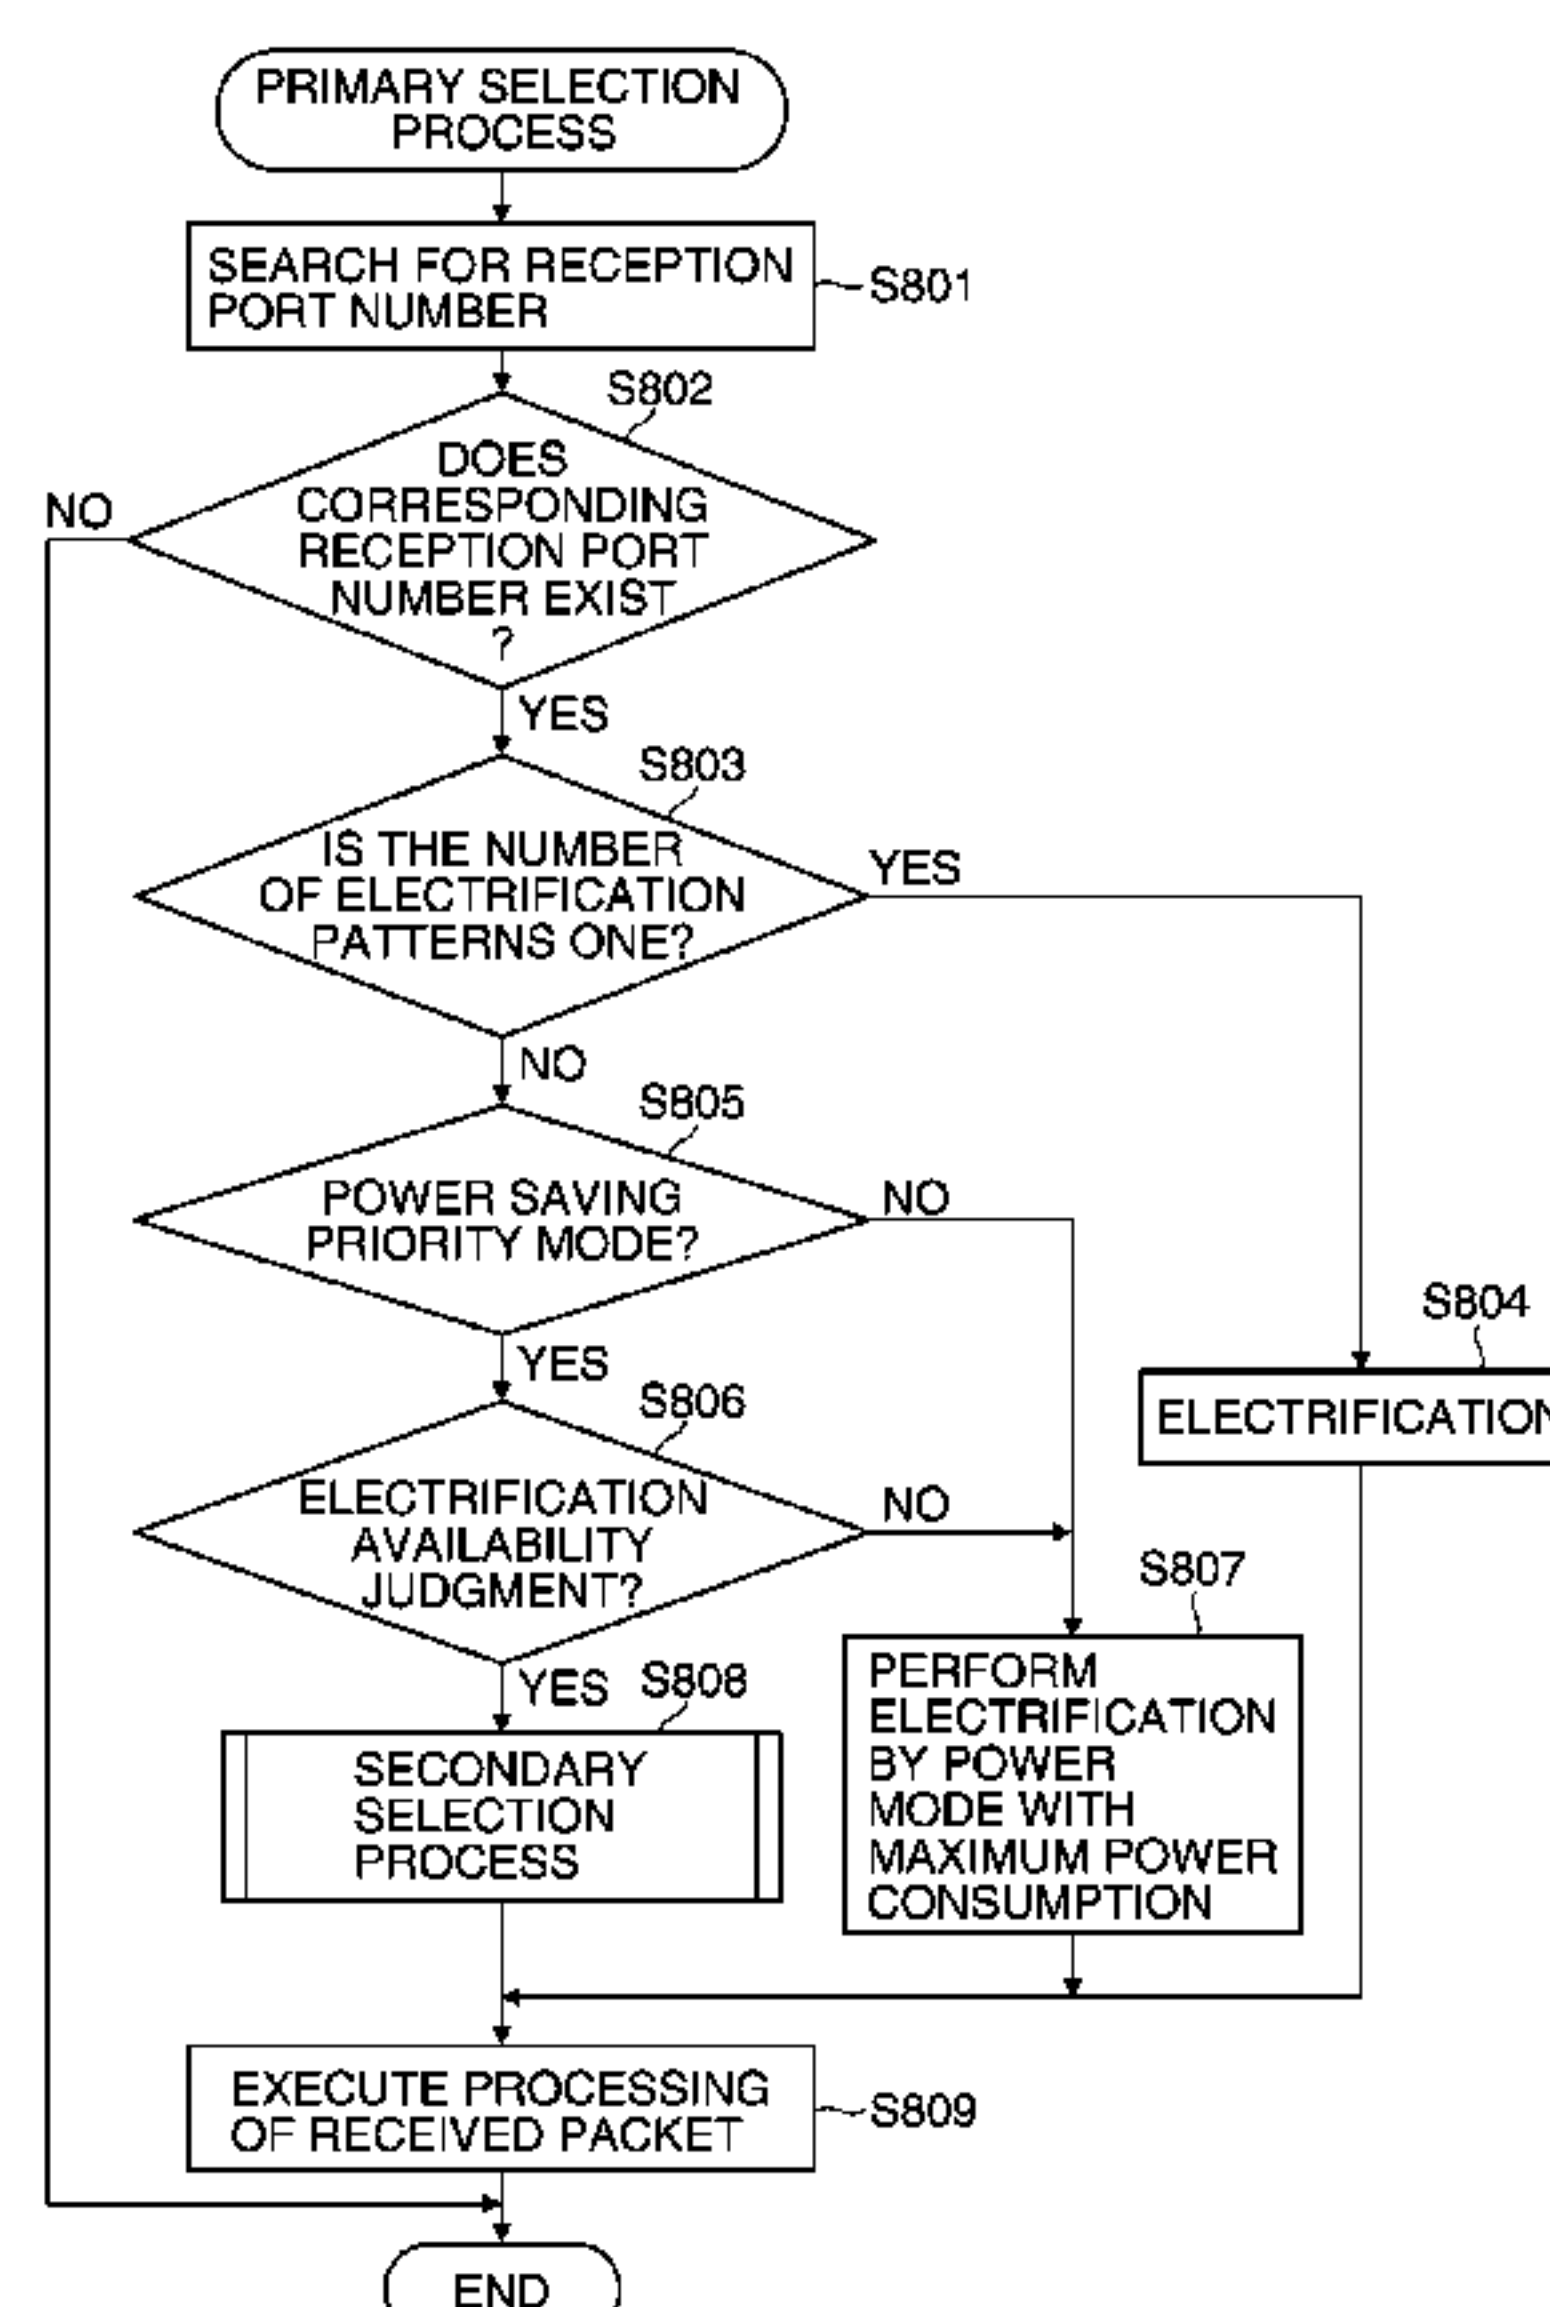 PRIMARY SELECTION
PROCESS
SEARCH FOR RECEPTION
PORT NUMBER
S801
S802
DOES
CORRESPONDING
RECEPTION PORT
NUMBER EXIST
?
NO
YES
S803
IS THE NUMBER
OF ELECTRIFICATION
PATTERNS ONE?
YES
NO
S805
POWER SAVING
PRIORITY MODE?
NO
YES
S804
ELECTRIFICATION
S806
ELECTRIFICATION
AVAILABILITY
JUDGMENT?
NO
YES
S807
PERFORM
ELECTRIFICATION
BY POWER
MODE WITH
MAXIMUM POWER
CONSUMPTION
S808
SECONDARY
SELECTION
PROCESS
EXECUTE PROCESSING
OF RECEIVED PACKET
S809
END